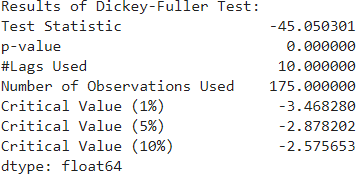 Results of Dickey-Fuller Test:
Test Statistic -45.050301
p-value 0.000000
#Lags Used 10.000000
Number of Observations Used 175.000000
Critical Value (1%) -3.468280
Critical Value (5%) -2.878202
Critical Value (10%) -2.575653
dtype: float64